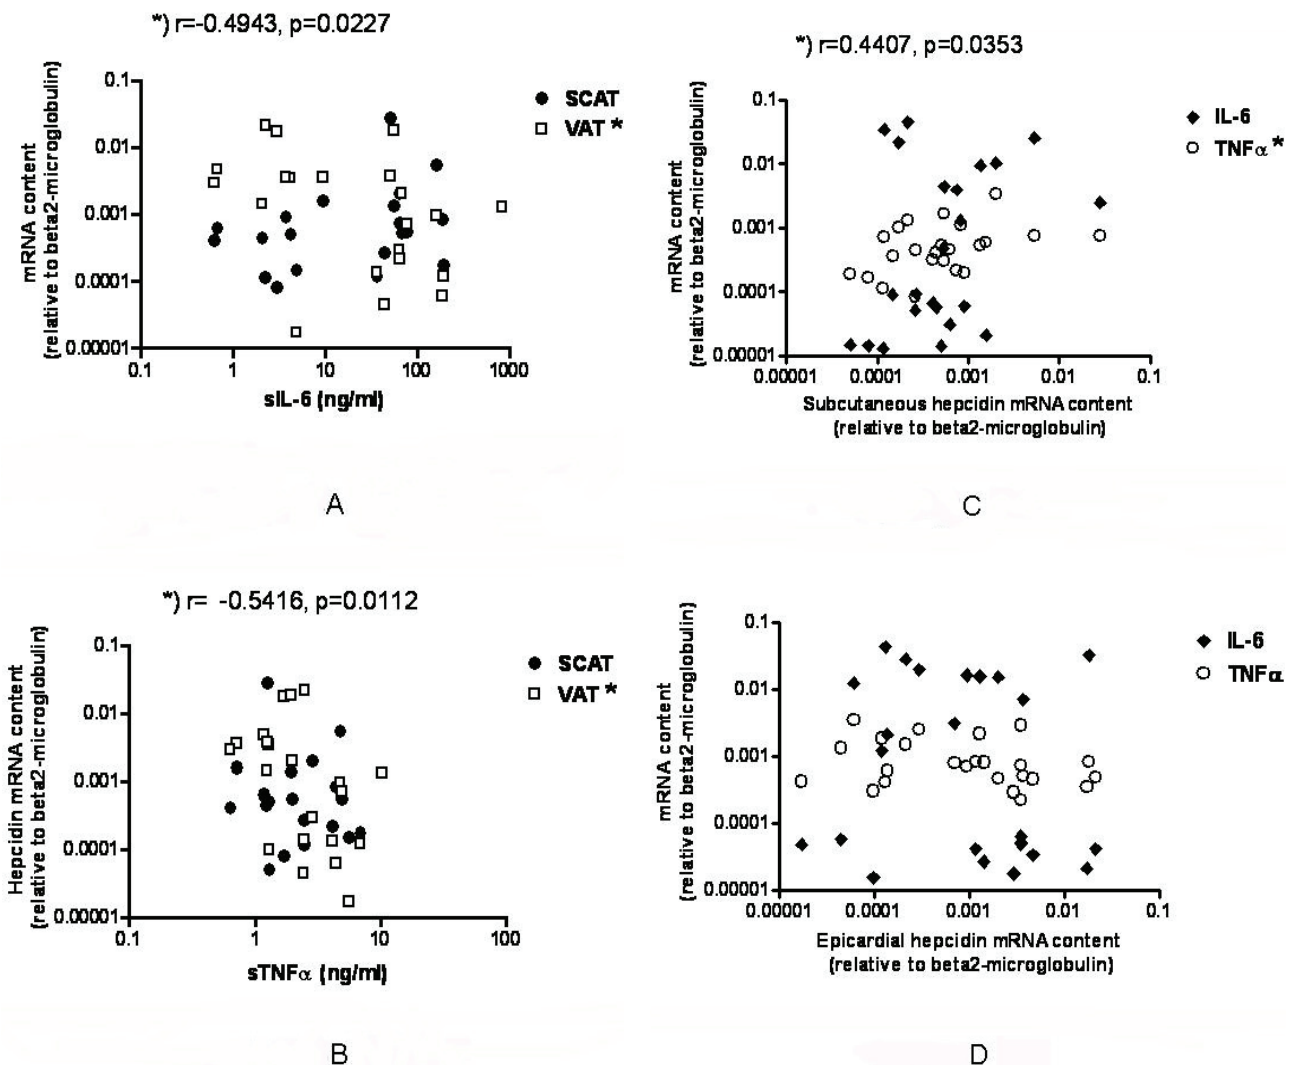 *) r=-0.4943, p=0.0227
mRNA content
(relative to beta2-microglobulin)
0.1
0.01
0.001
0.0001
0.00001
0.1 1 10 100 1000
sIL-6 (ng/ml)
SCAT
VAT *
A
*) r=0.4407, p=0.0353
mRNA content
(relative to beta2-microglobulin)
0.1
0.01
0.001
0.0001
0.00001
0.00001 0.0001 0.001 0.01 0.1
Subcutaneous hepcidin mRNA content
(relative to beta2-microglobulin)
IL-6
TNFα *
C
*) r= -0.5416, p=0.0112
Hepcidin mRNA content
(relative to beta2-microglobulin)
0.1
0.01
0.001
0.0001
0.00001
0.1 1 10 100
sTNFα (ng/ml)
SCAT
VAT *
B
mRNA content
(relative to beta2-microglobulin)
0.1
0.01
0.001
0.0001
0.00001
0.00001 0.0001 0.001 0.01 0.1
Epicardial hepcidin mRNA content
(relative to beta2-microglobulin)
IL-6
TNFα
D